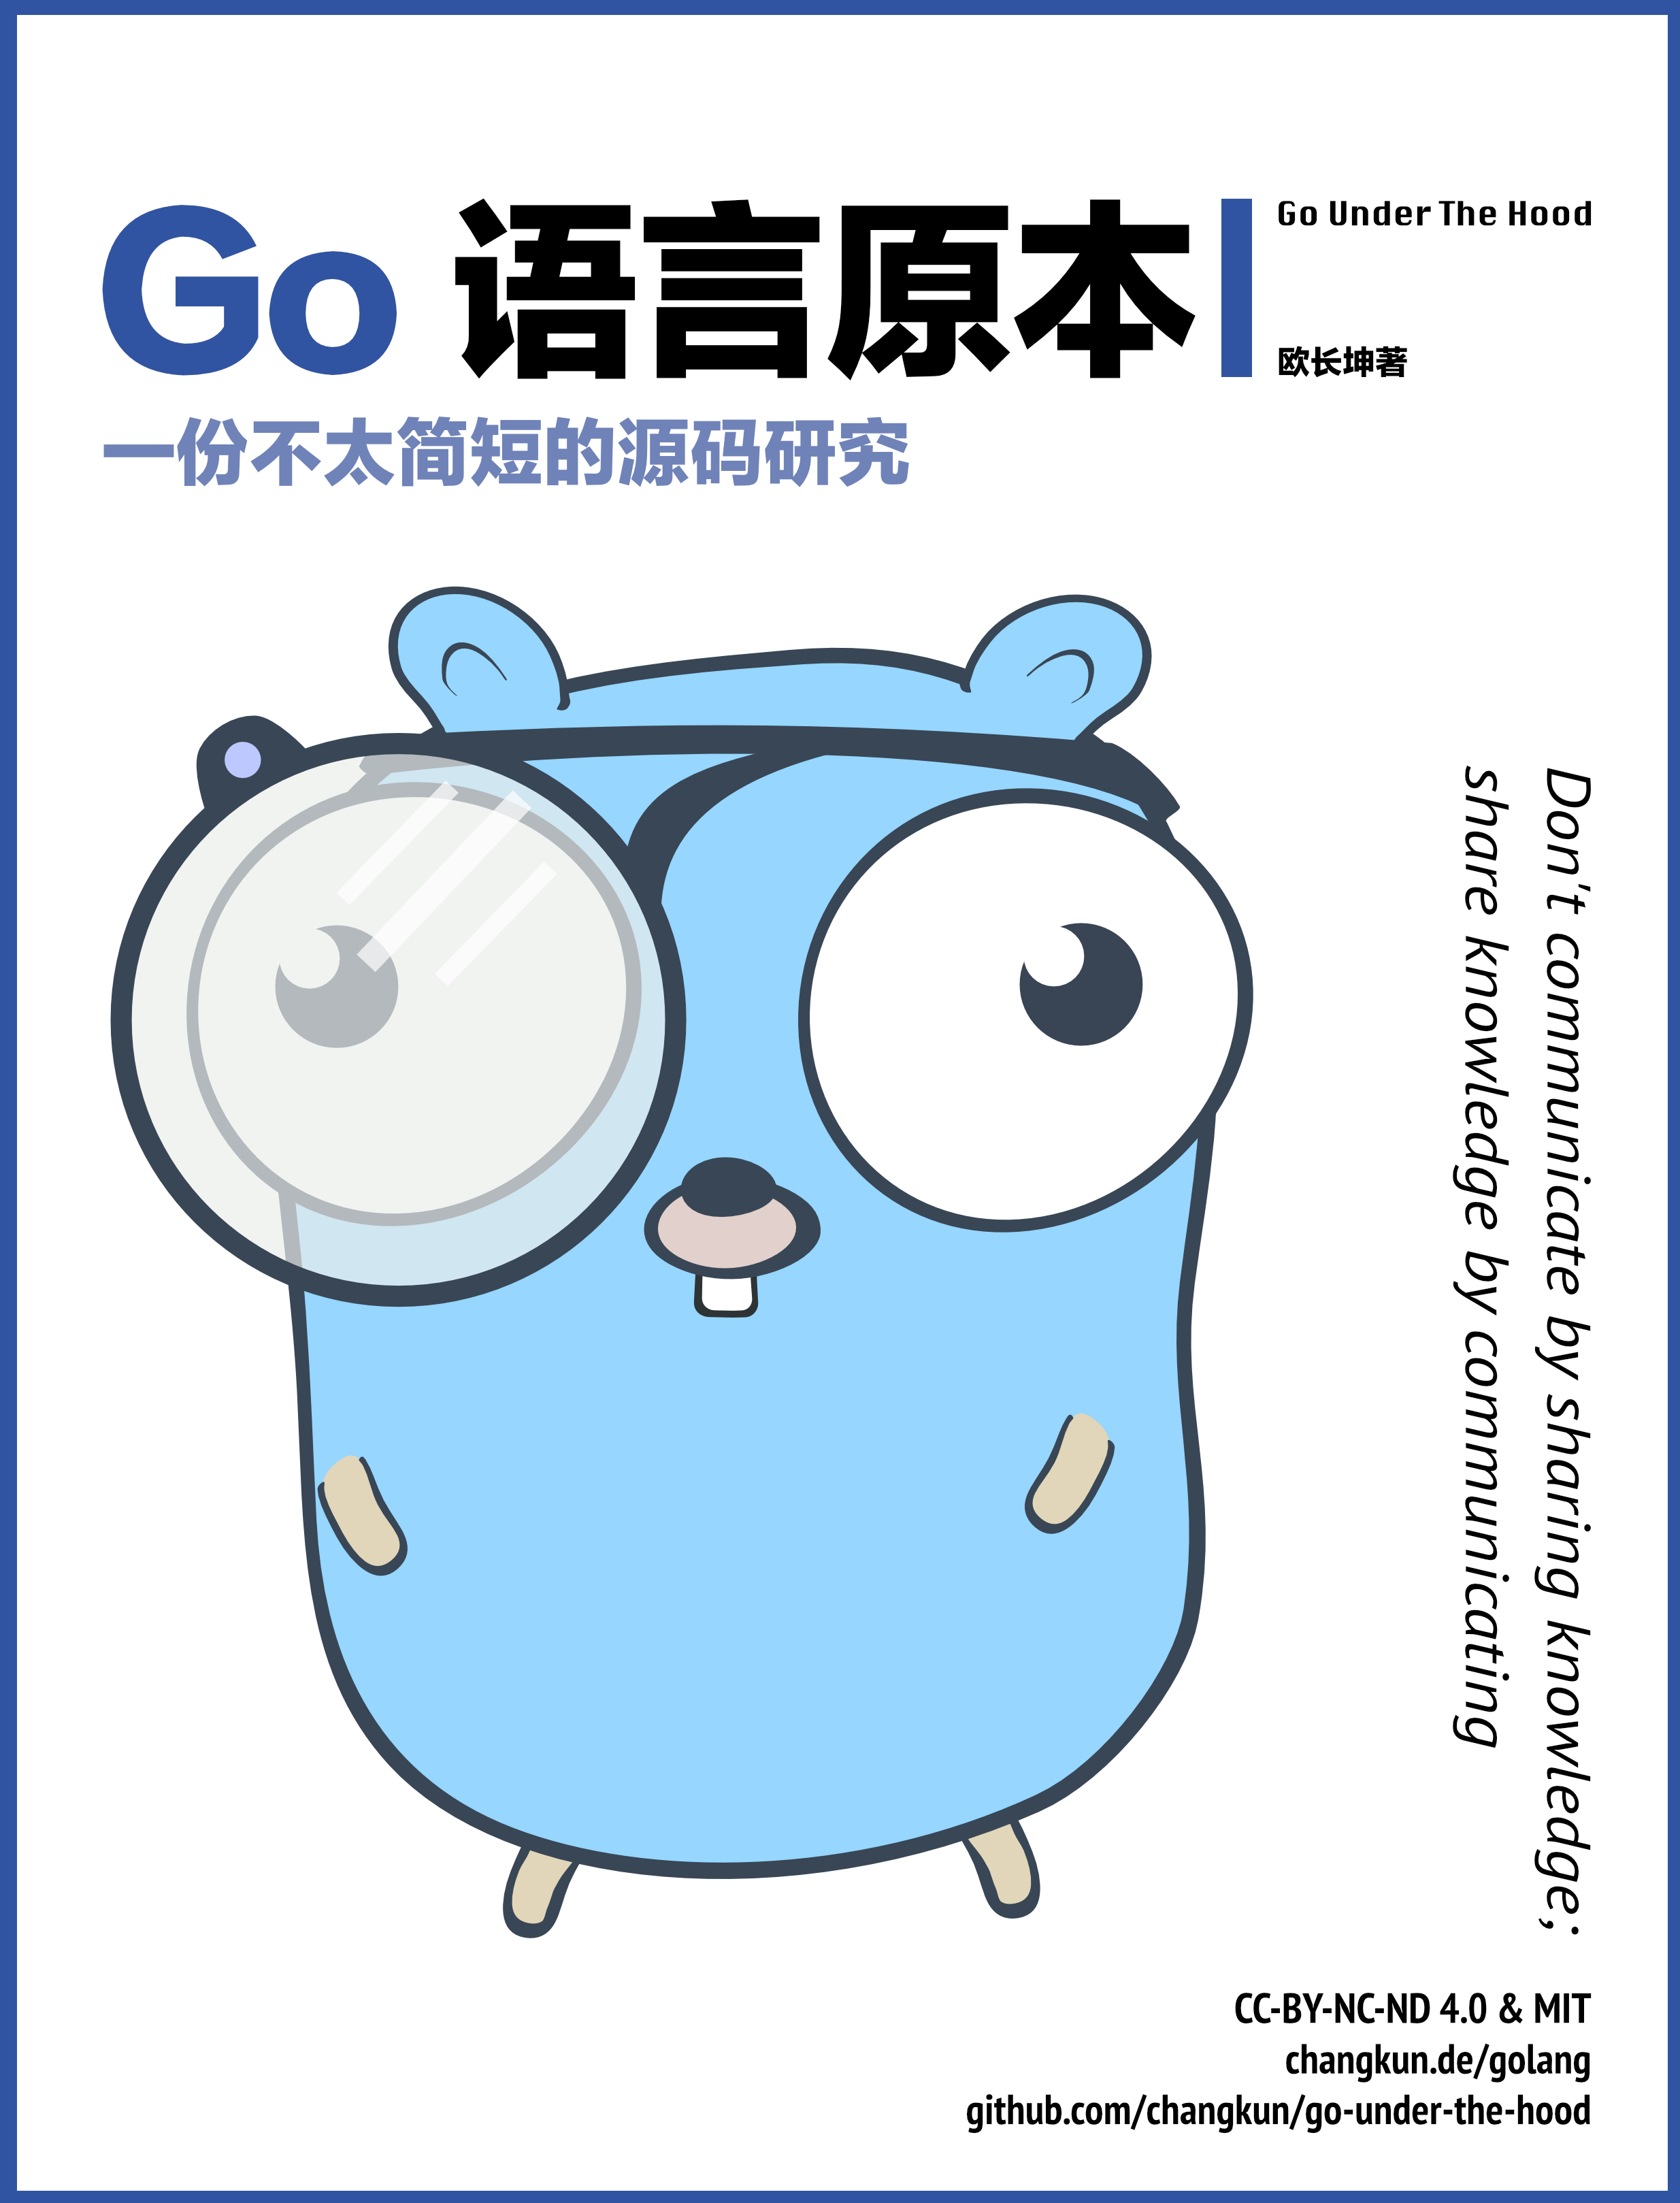 Go 语言原本
Go Under The Hood
欧长坤著
一份不太简短的源码研究
Don't communicate by sharing knowledge;
share knowledge by communicating
CC-BY-NC-ND 4.0 & MIT
changkun.de/golang
github.com/changkun/go-under-the-hood